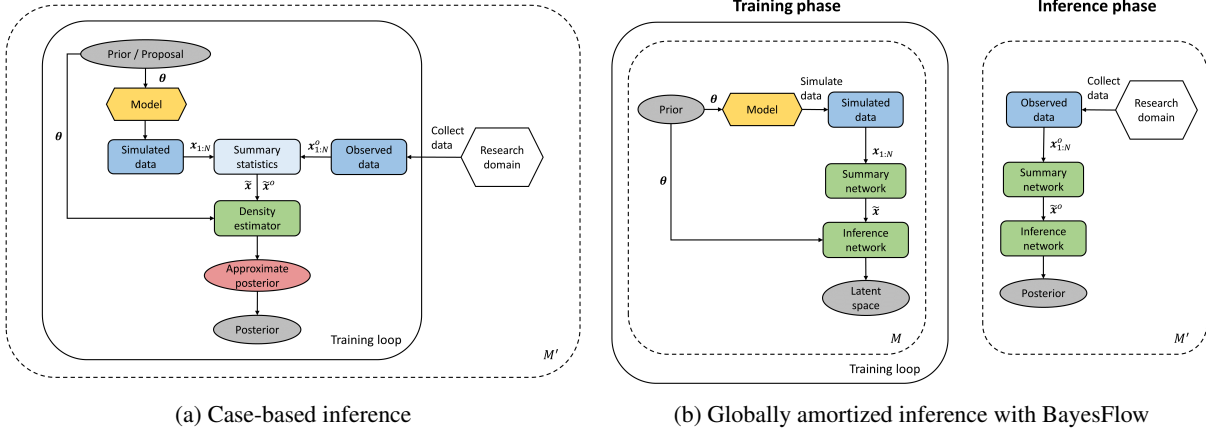 Prior / Proposal
θ
Model
θ
Simulated
data
x1:N
Summary
statistics
x^o_1:N
Observed
data
Collect
data
Research
domain
x̃ x̃^o
Density
estimator
Approximate
posterior
Posterior
Training loop
M′
(a) Case-based inference
Training phase
Prior
θ
Model
Simulate
data
Simulated
data
x1:N
Summary
network
θ
x̃
Inference
network
Latent
space
M
Training loop
Inference phase
Observed
data
Collect
data
Research
domain
x^o_1:N
Summary
network
x̃^o
Inference
network
Posterior
M′
(b) Globally amortized inference with BayesFlow